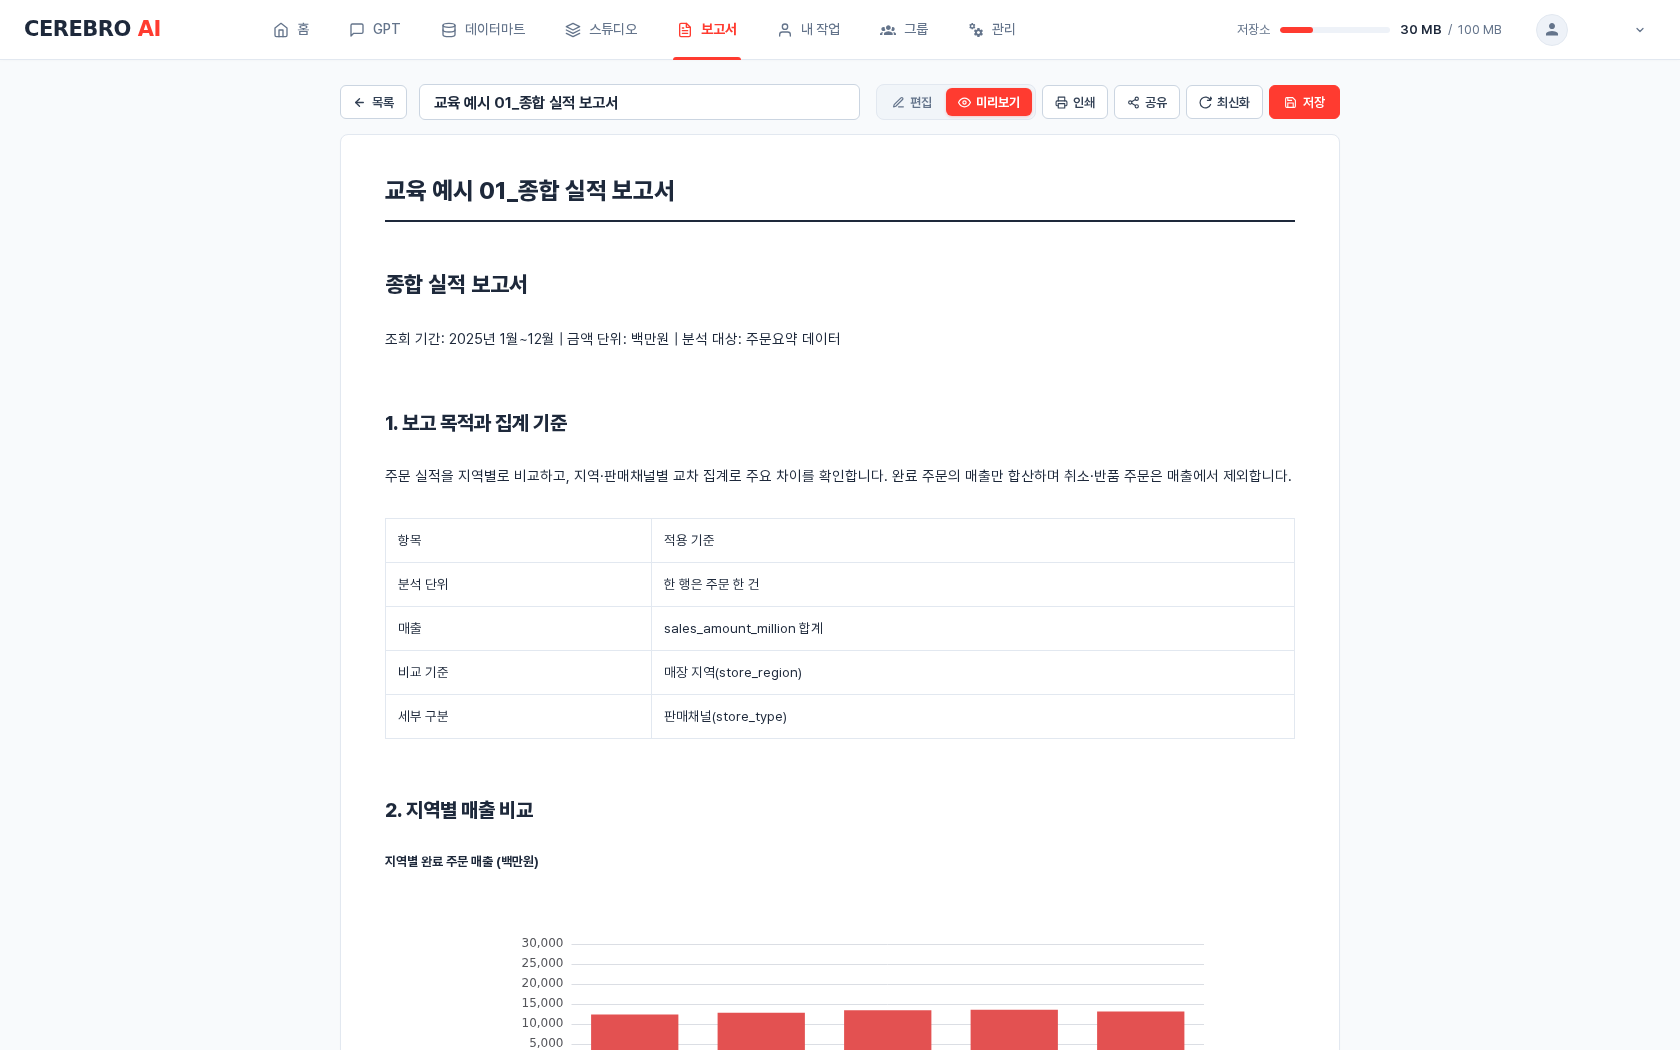 CEREBRO AI
홈
GPT
데이터마트
스튜디오
보고서
내 작업
그룹
관리
저장소
30 MB / 100 MB
목록
교육 예시 01_종합 실적 보고서
편집
미리보기
인쇄
공유
최신화
저장
교육 예시 01_종합 실적 보고서
종합 실적 보고서
조회 기간: 2025년 1월~12월 | 금액 단위: 백만원 | 분석 대상: 주문요약 데이터
1. 보고 목적과 집계 기준
주문 실적을 지역별로 비교하고, 지역·판매채널별 교차 집계로 주요 차이를 확인합니다. 완료 주문의 매출만 합산하며 취소·반품 주문은 매출에서 제외합니다.
항목 적용 기준
분석 단위 한 행은 주문 한 건
매출 sales_amount_million 합계
비교 기준 매장 지역(store_region)
세부 구분 판매채널(store_type)
2. 지역별 매출 비교
지역별 완료 주문 매출 (백만원)
30,000
25,000
20,000
15,000
10,000
5,000